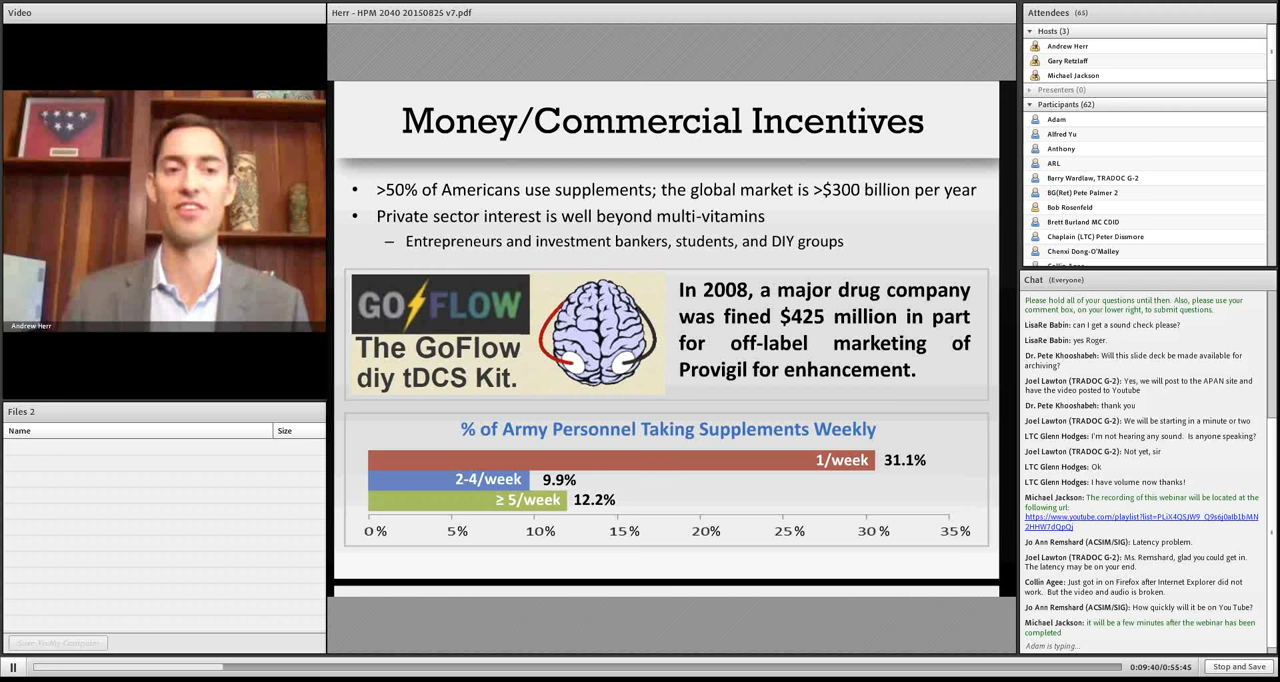 Video
Andrew Herr
Files 2
Name Size
Save To My Computer
Herr - HPM 2040 20150825 v7.pdf
Money/Commercial Incentives
• >50% of Americans use supplements; the global market is >$300 billion per year
• Private sector interest is well beyond multi-vitamins
– Entrepreneurs and investment bankers, students, and DIY groups
GO FLOW
The GoFlow
diy tDCS Kit.
In 2008, a major drug company
was fined $425 million in part
for off-label marketing of
Provigil for enhancement.
% of Army Personnel Taking Supplements Weekly
1/week 31.1%
2-4/week 9.9%
≥ 5/week 12.2%
0 % 5% 10% 15% 20% 25% 30% 35%
Attendees (65)
Hosts (3)
Andrew Herr
Gary Retzlaff
Michael Jackson
Presenters (0)
Participants (62)
Adam
Alfred Yu
Anthony
ARL
Barry Wardlaw, TRADOC G-2
BG(Ret) Pete Palmer 2
Bob Rosenfeld
Brett Burland MC CDID
Chaplain (LTC) Peter Dissmore
Chenxi Dong-O'Malley
Chat (Everyone)
Please hold all of your questions until then. Also, please use your
comment box, on your lower right, to submit questions.
LisaRe Babin: can I get a sound check please?
LisaRe Babin: yes Roger.
Dr. Pete Khooshabeh: Will this slide deck be made available for
archiving?
Joel Lawton (TRADOC G-2): Yes, we will post to the APAN site and
have the video posted to Youtube
Dr. Pete Khooshabeh: thank you
Joel Lawton (TRADOC G-2): We will be starting in a minute or two
LTC Glenn Hodges: I'm not hearing any sound. Is anyone speaking?
Joel Lawton (TRADOC G-2): Not yet, sir
LTC Glenn Hodges: Ok
LTC Glenn Hodges: I have volume now thanks!
Michael Jackson: The recording of this webinar will be located at the
following url:
Jo Ann Remshard (ACSIM/SIG): Latency problem.
Joel Lawton (TRADOC G-2): Ms. Remshard, glad you could get in.
The latency may be on your end.
Collin Agee: Just got in on Firefox after Internet Explorer did not
work. But the video and audio is broken.
Jo Ann Remshard (ACSIM/SIG): How quickly will it be on You Tube?
Michael Jackson: it will be a few minutes after the webinar has been
completed
Adam is typing...
0:09:40/0:55:45
Stop and Save